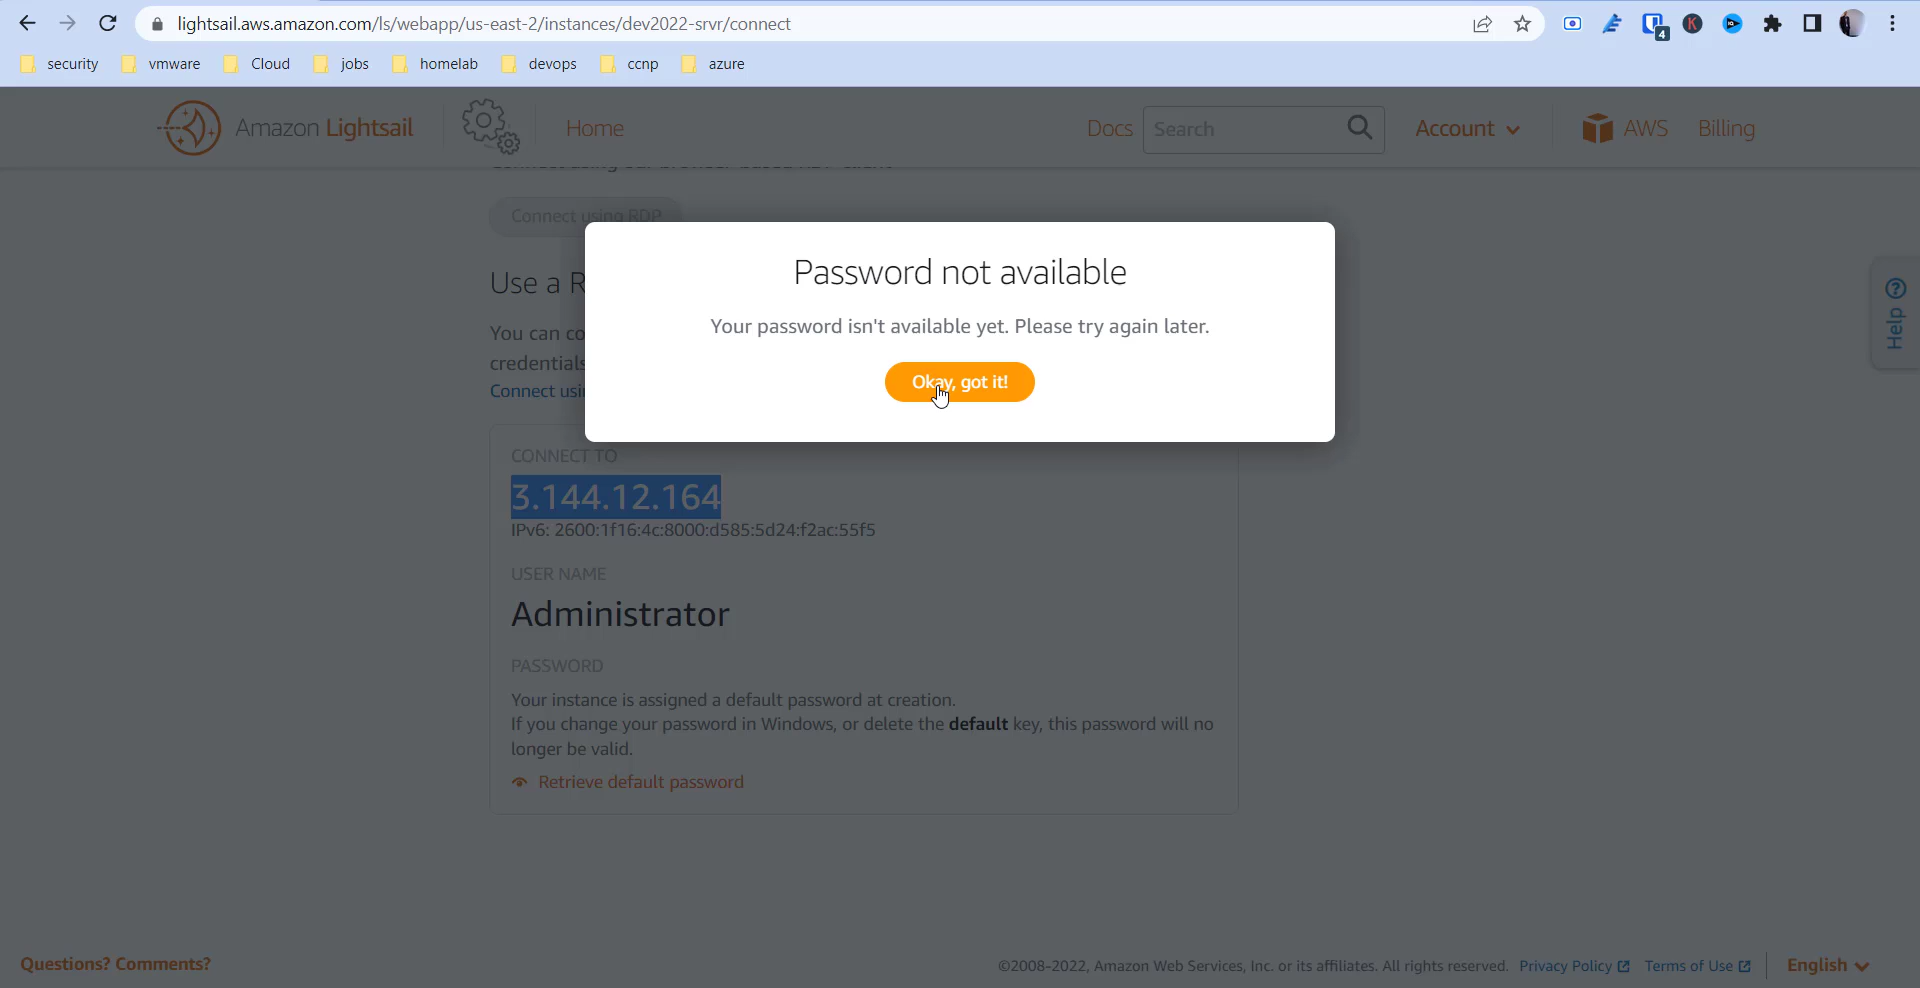 lightsail.aws.amazon.com/ls/webapp/us-east-2/instances/dev2022-srvr/connect
4
K
security vmware Cloud jobs homelab devops ccnp azure
Amazon Lightsail Home Docs Search Account AWS Billing
Connect using RDP
Password not available
Use a R
Your password isn't available yet. Please try again later.
You can co
credentials
Okay, got it!
Connect usi
Help
CONNECT TO
3.144.12.164
IPv6: 2600:1f16:4c:8000:d585:5d24:f2ac:55f5
USER NAME
Administrator
PASSWORD
Your instance is assigned a default password at creation.
If you change your password in Windows, or delete the default key, this password will no
longer be valid.
Retrieve default password
Questions? Comments? ©2008-2022, Amazon Web Services, Inc. or its affiliates. All rights reserved. Privacy Policy Terms of Use English